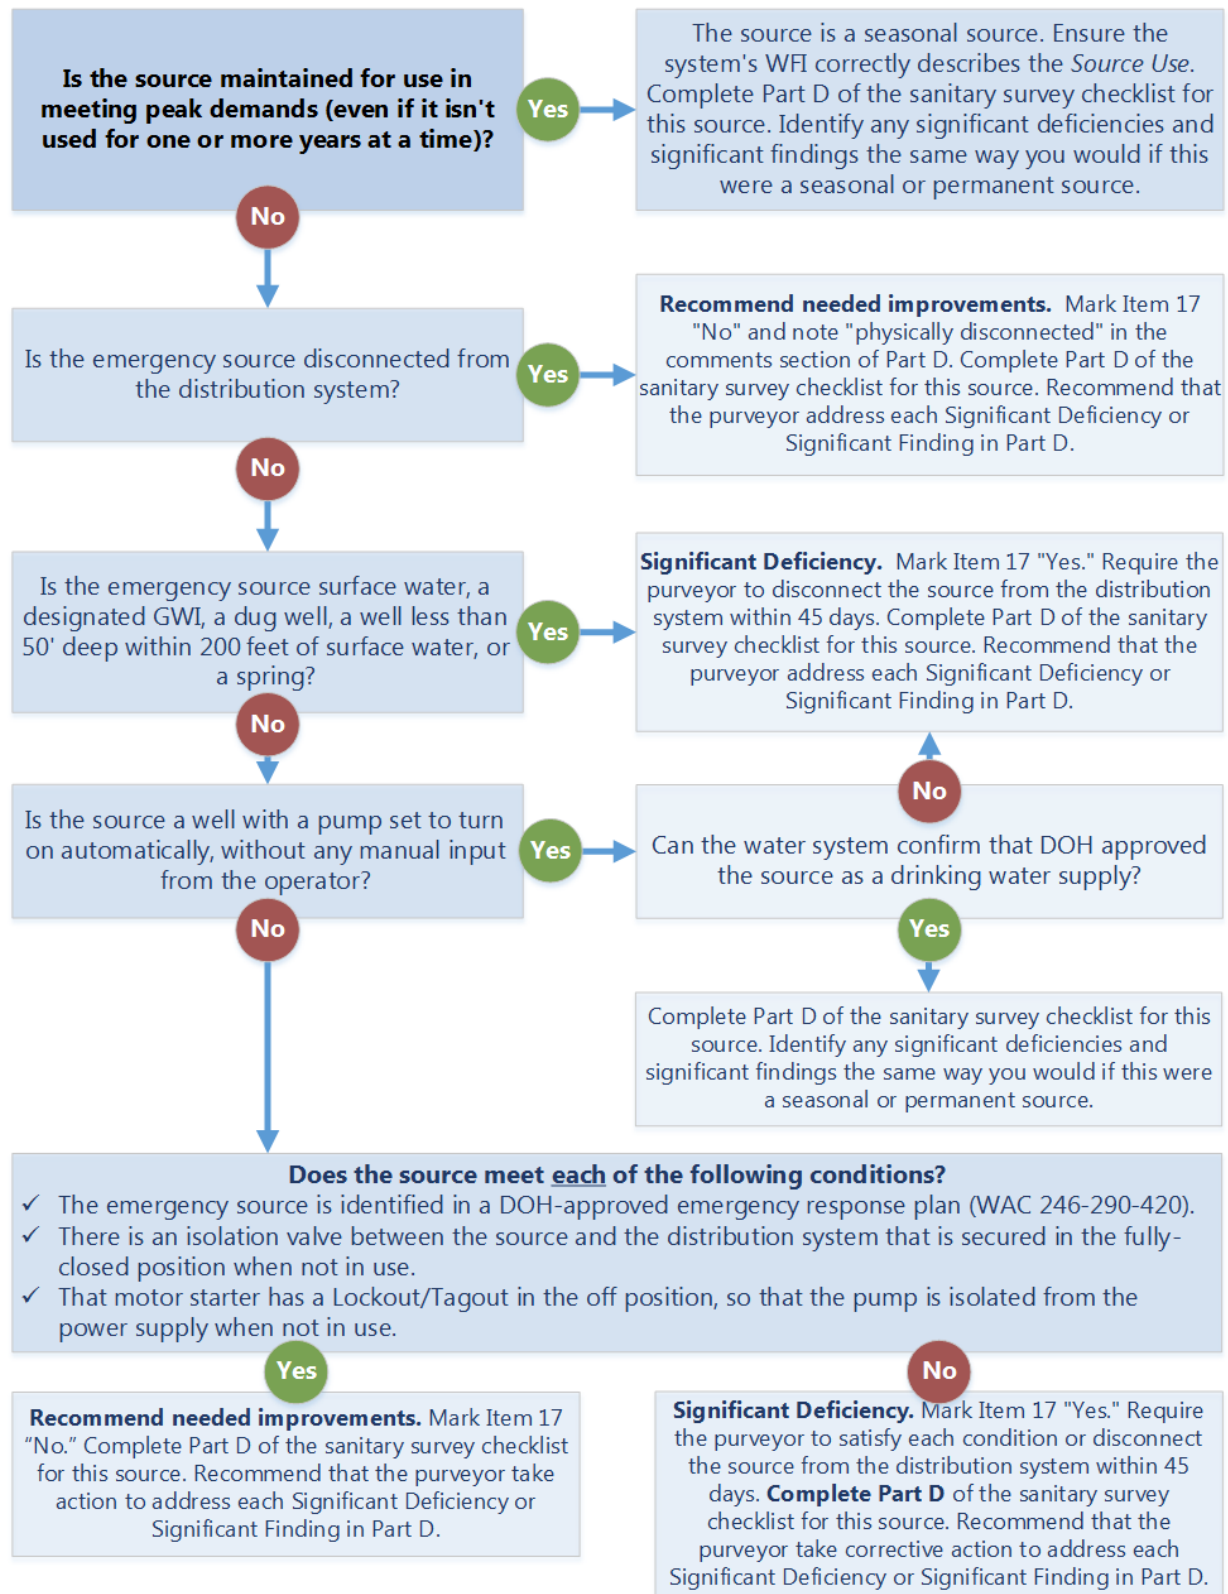 Is the source maintained for use in
meeting peak demands (even if it isn't
used for one or more years at a time)?
Yes
The source is a seasonal source. Ensure the
system's WFI correctly describes the Source Use.
Complete Part D of the sanitary survey checklist for
this source. Identify any significant deficiencies and
significant findings the same way you would if this
were a seasonal or permanent source.
No
Is the emergency source disconnected from
the distribution system?
Yes
Recommend needed improvements. Mark Item 17
"No" and note "physically disconnected" in the
comments section of Part D. Complete Part D of the
sanitary survey checklist for this source. Recommend that
the purveyor address each Significant Deficiency or
Significant Finding in Part D.
No
Is the emergency source surface water, a
designated GWI, a dug well, a well less than
50' deep within 200 feet of surface water, or
a spring?
Yes
Significant Deficiency. Mark Item 17 "Yes." Require the
purveyor to disconnect the source from the distribution
system within 45 days. Complete Part D of the sanitary
survey checklist for this source. Recommend that the
purveyor address each Significant Deficiency or
Significant Finding in Part D.
No
Is the source a well with a pump set to turn
on automatically, without any manual input
from the operator?
Yes
No
Can the water system confirm that DOH approved
the source as a drinking water supply?
Yes
Complete Part D of the sanitary survey checklist for this
source. Identify any significant deficiencies and
significant findings the same way you would if this were
a seasonal or permanent source.
No
Does the source meet each of the following conditions?
✓ The emergency source is identified in a DOH-approved emergency response plan (WAC 246-290-420).
✓ There is an isolation valve between the source and the distribution system that is secured in the fully-
closed position when not in use.
✓ That motor starter has a Lockout/Tagout in the off position, so that the pump is isolated from the
power supply when not in use.
Yes
Recommend needed improvements. Mark Item 17
“No.” Complete Part D of the sanitary survey checklist
for this source. Recommend that the purveyor take
action to address each Significant Deficiency or
Significant Finding in Part D.
No
Significant Deficiency. Mark Item 17 "Yes." Require
the purveyor to satisfy each condition or disconnect
the source from the distribution system within 45
days. Complete Part D of the sanitary survey
checklist for this source. Recommend that the
purveyor take corrective action to address each
Significant Deficiency or Significant Finding in Part D.